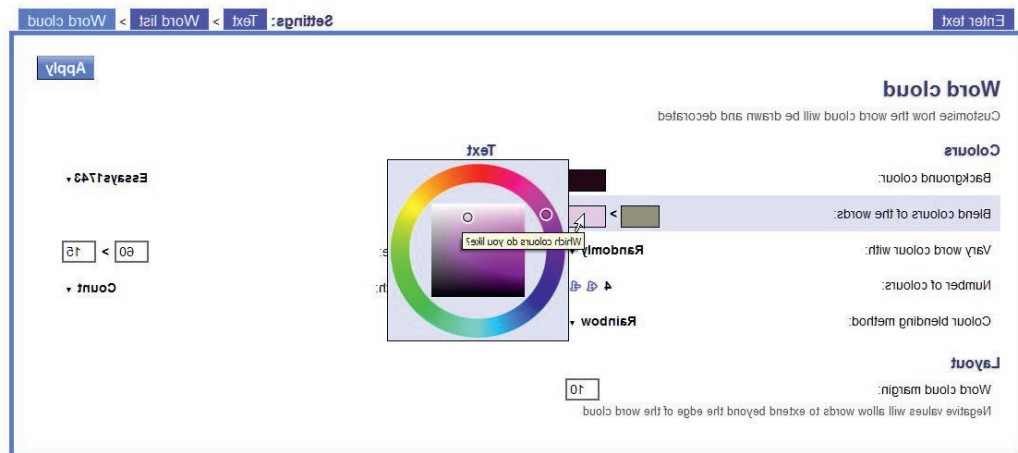 Enter text
Settings: Text > Word list > Word cloud
Apply
Word cloud
Customise how the word cloud will be drawn and decorated
Colours
Text
Background colour:
Essays1743
Blend colours of the words: >
Which colours do you like?
Vary word colour with: Randomly
60 > 15
Number of colours: 4
Count
Colour blending method: Rainbow
Layout
Word cloud margin: 10
Negative values will allow words to extend beyond the edge of the word cloud